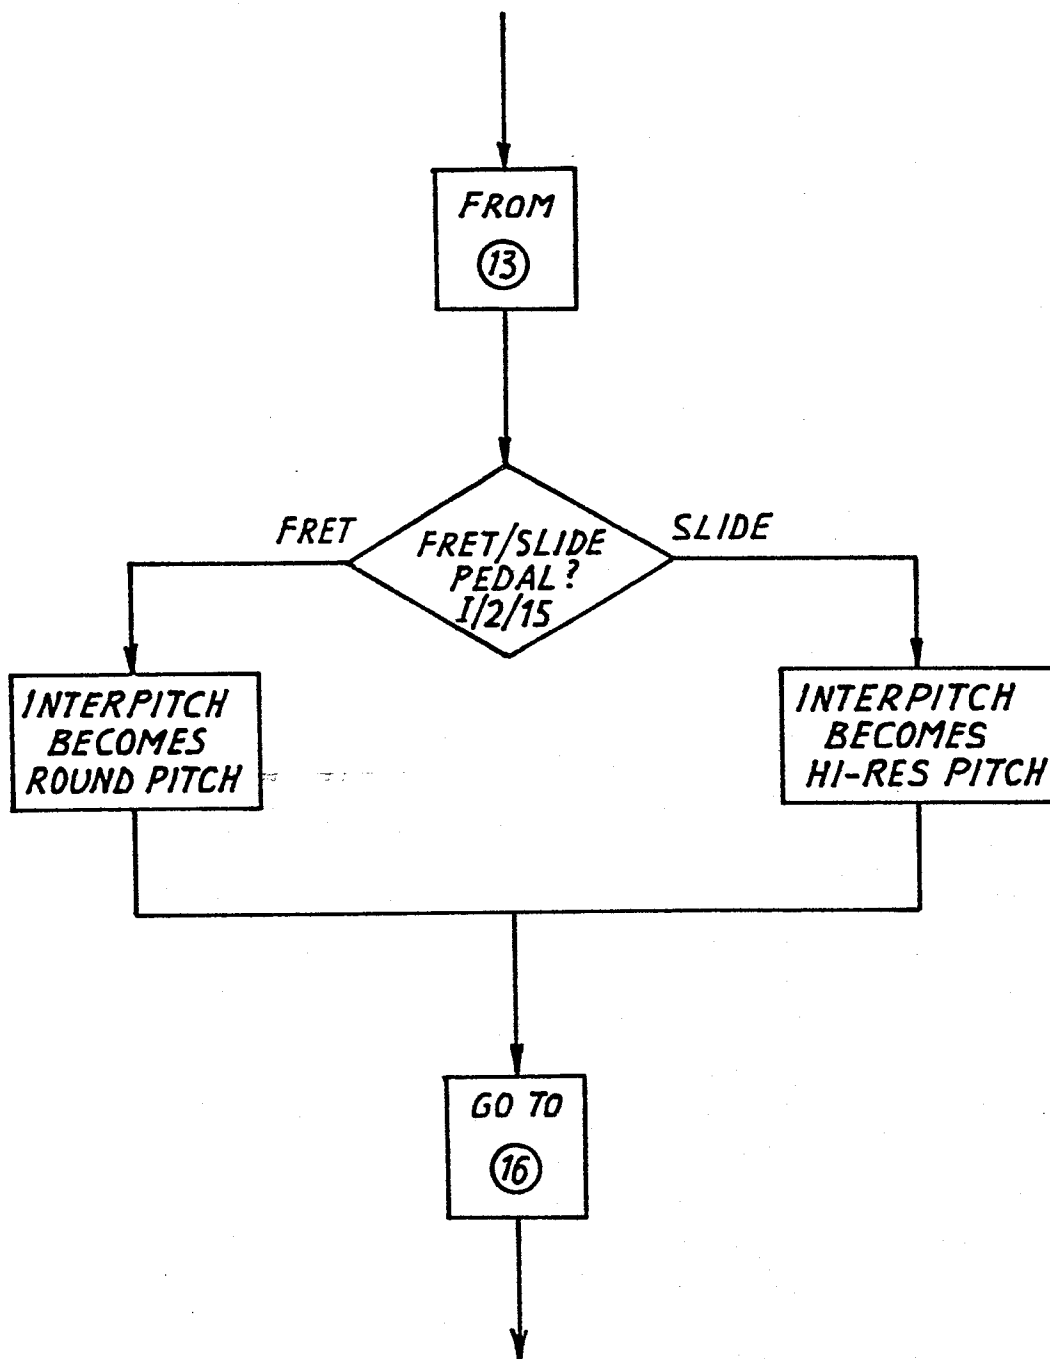 FROM
13
FRET
FRET/SLIDE
PEDAL?
I/2/15
SLIDE
INTERPITCH
BECOMES
ROUND PITCH
INTERPITCH
BECOMES
HI-RES PITCH
GO TO
16